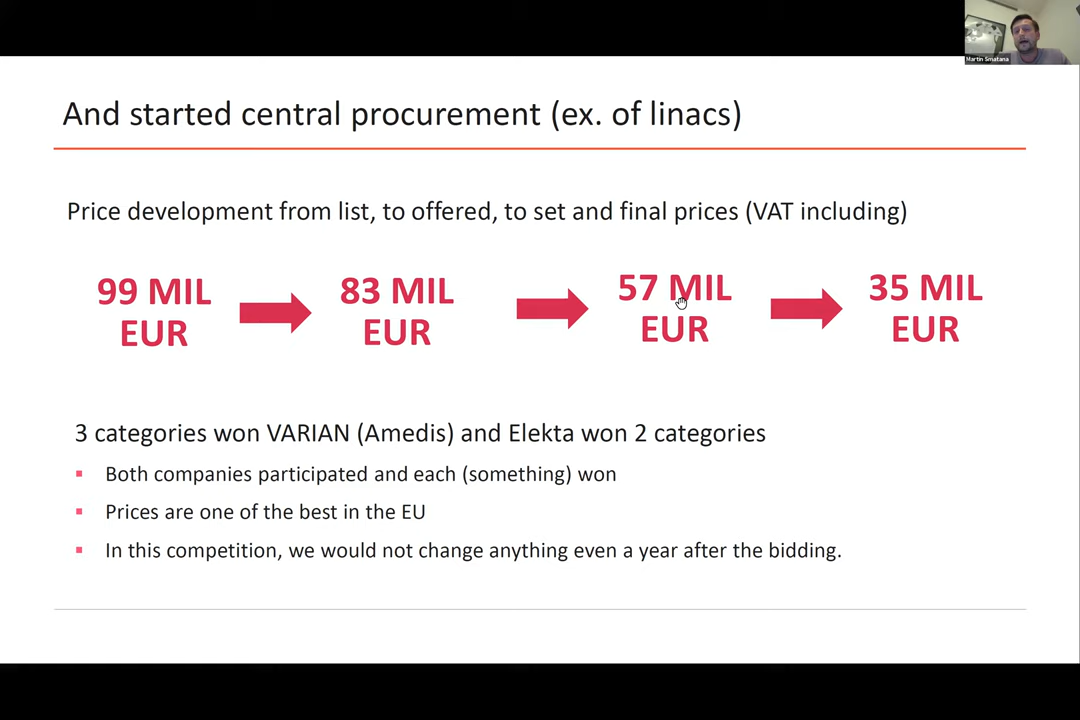 Martin Smatana
And started central procurement (ex. of linacs)
Price development from list, to offered, to set and final prices (VAT including)
99 MIL
EUR
83 MIL
EUR
57 MIL
EUR
35 MIL
EUR
3 categories won VARIAN (Amedis) and Elekta won 2 categories
Both companies participated and each (something) won
Prices are one of the best in the EU
In this competition, we would not change anything even a year after the bidding.